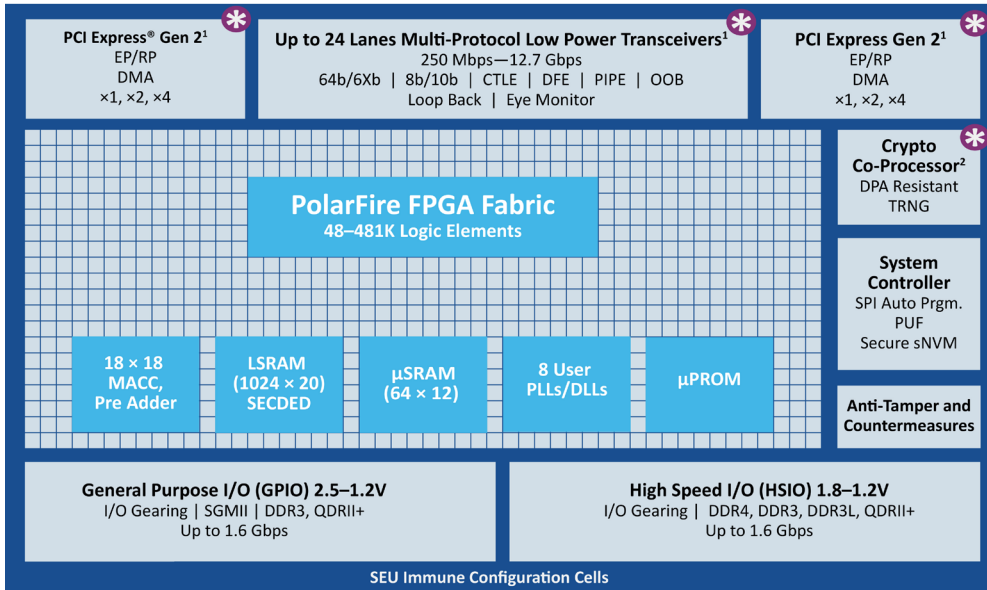 PCI Express® Gen 2¹
EP/RP
DMA
×1, ×2, ×4
*
Up to 24 Lanes Multi-Protocol Low Power Transceivers¹
250 Mbps—12.7 Gbps
64b/6Xb | 8b/10b | CTLE | DFE | PIPE | OOB
Loop Back | Eye Monitor
*
PCI Express Gen 2¹
EP/RP
DMA
×1, ×2, ×4
*
PolarFire FPGA Fabric
48–481K Logic Elements
18 × 18
MACC,
Pre Adder
LSRAM
(1024 × 20)
SECDED
µSRAM
(64 × 12)
8 User
PLLs/DLLs
µPROM
Crypto
Co-Processor²
DPA Resistant
TRNG
*
System
Controller
SPI Auto Prgm.
PUF
Secure sNVM
Anti-Tamper and
Countermeasures
General Purpose I/O (GPIO) 2.5–1.2V
I/O Gearing | SGMII | DDR3, QDRII+
Up to 1.6 Gbps
High Speed I/O (HSIO) 1.8–1.2V
I/O Gearing | DDR4, DDR3, DDR3L, QDRII+
Up to 1.6 Gbps
SEU Immune Configuration Cells